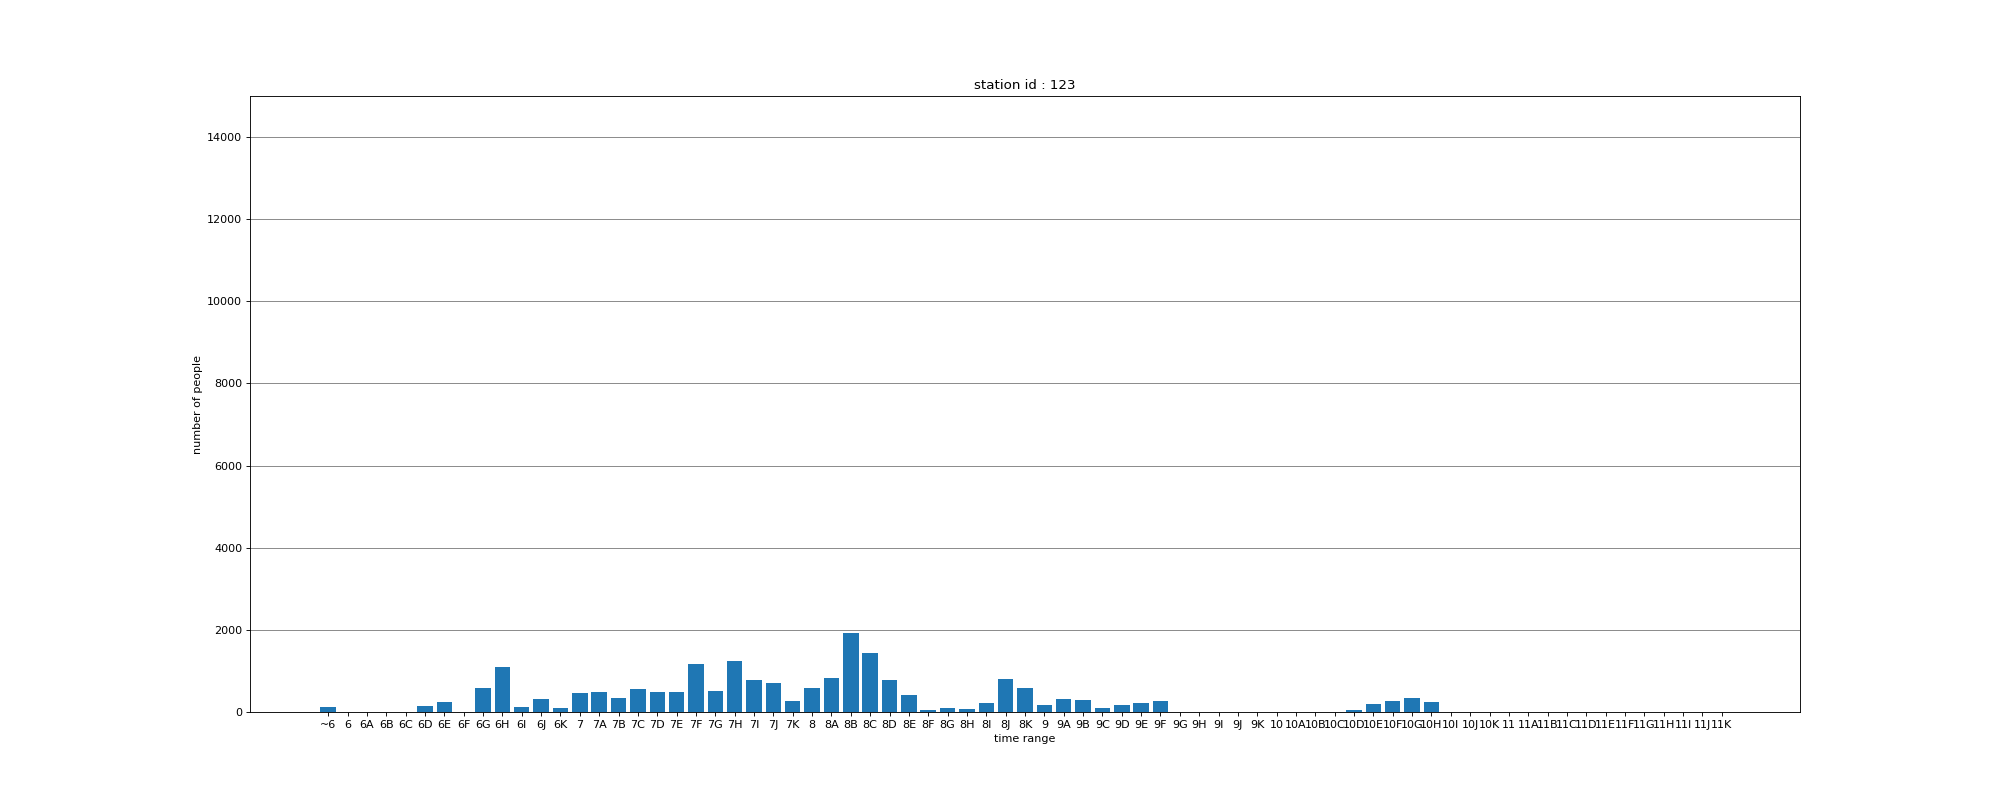 station id : 123
14000
12000
10000
8000
6000
4000
2000
0
number of people
~6 6 6A 6B 6C 6D 6E 6F 6G 6H 6I 6J 6K 7 7A 7B 7C 7D 7E 7F 7G 7H 7I 7J 7K 8 8A 8B 8C 8D 8E 8F 8G 8H 8I 8J 8K 9 9A 9B 9C 9D 9E 9F 9G 9H 9I 9J 9K 10 10A 10B 10C 10D 10E 10F 10G 10H 10I 10J 10K 11 11A 11B 11C 11D 11E 11F 11G 11H 11I 11J 11K
time range